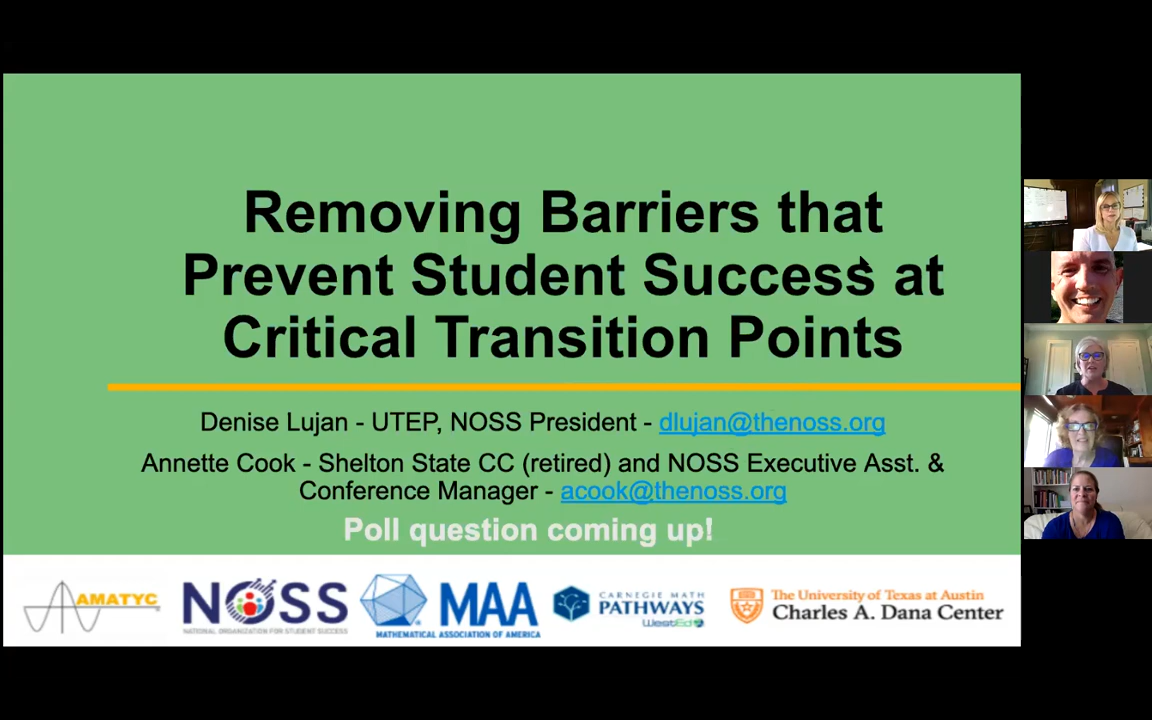 Removing Barriers that
Prevent Student Success at
Critical Transition Points
Denise Lujan - UTEP, NOSS President - dlujan@thenoss.org
Annette Cook - Shelton State CC (retired) and NOSS Executive Asst. &
Conference Manager - acook@thenoss.org
Poll question coming up!
AMATYC
NOSS
NATIONAL ORGANIZATION FOR STUDENT SUCCESS
MAA
MATHEMATICAL ASSOCIATION OF AMERICA
CARNEGIE MATH
PATHWAYS
WestEd
The University of Texas at Austin
Charles A. Dana Center